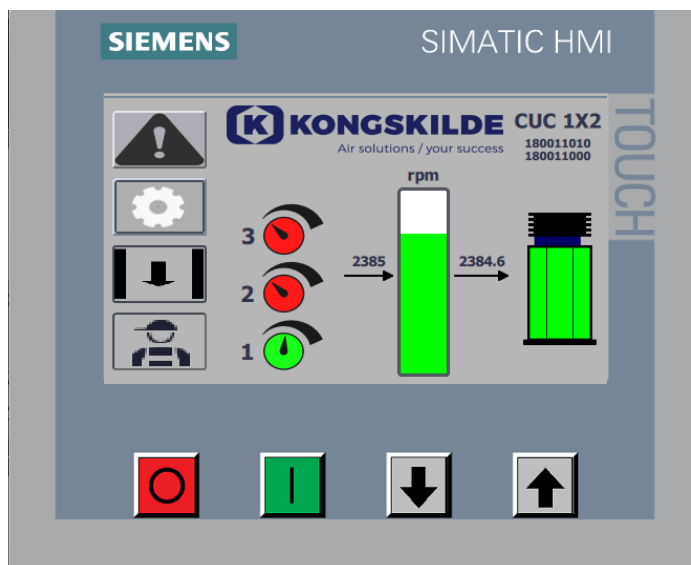 SIEMENS
SIMATIC HMI
TOUCH
K KONGSKILDE
Air solutions / your success
CUC 1X2
180011010
180011000
rpm
3
2385
2384.6
2
1